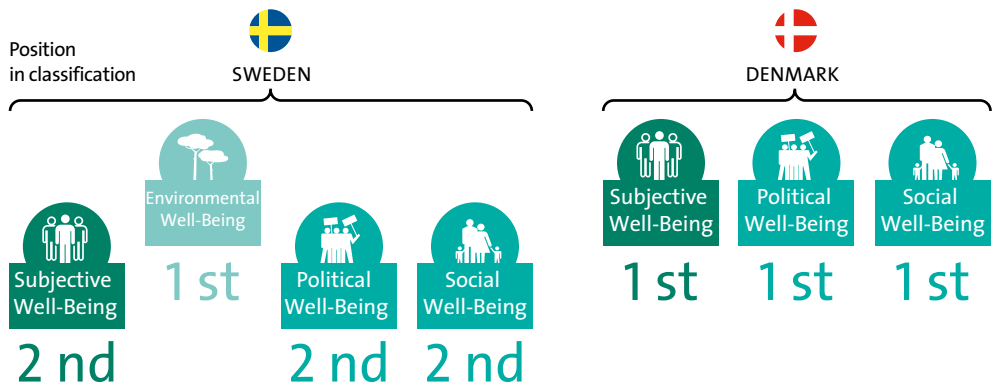 Position
in classification
SWEDEN
Subjective
Well-Being
2 nd
Environmental
Well-Being
1 st
Political
Well-Being
2 nd
Social
Well-Being
2 nd
DENMARK
Subjective
Well-Being
1 st
Political
Well-Being
1 st
Social
Well-Being
1 st